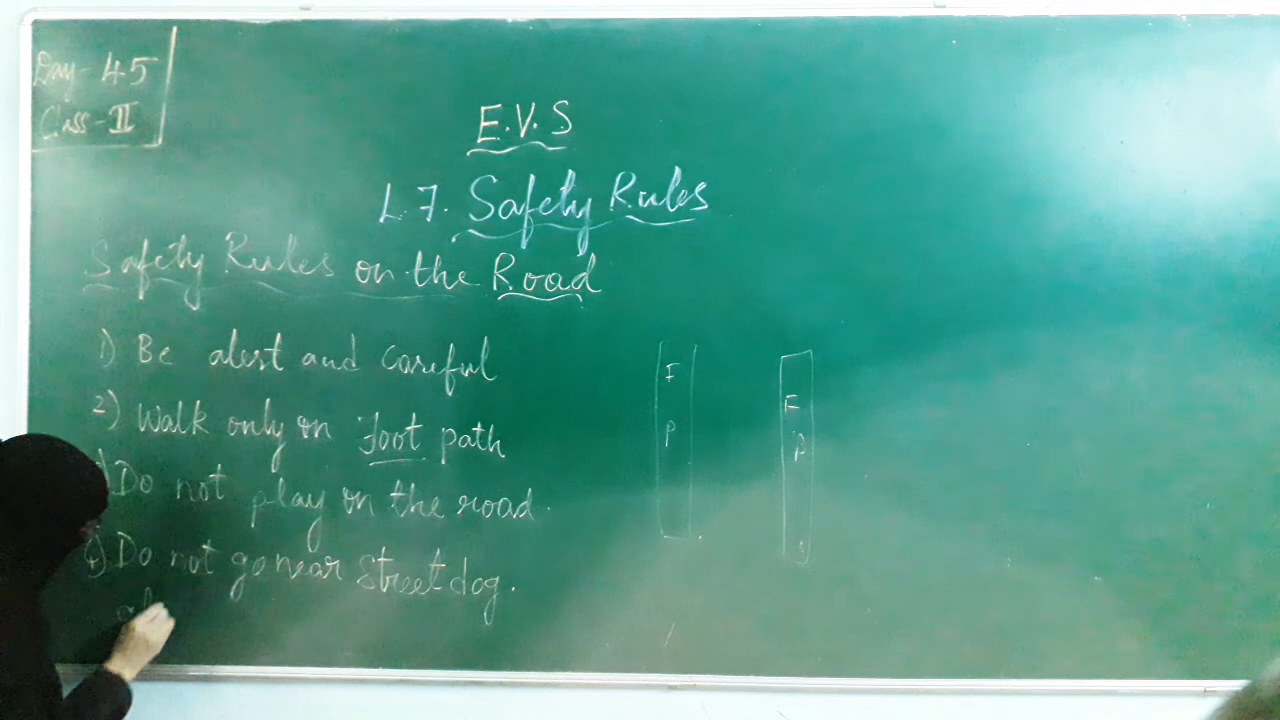 Day-45
Class-II
E.V.S
L.7. Safety Rules
Safety Rules on the Road
1) Be alert and careful
2) Walk only on foot path
) Do not play on the road.
4) Do not go near street dog.
F
P
F
P